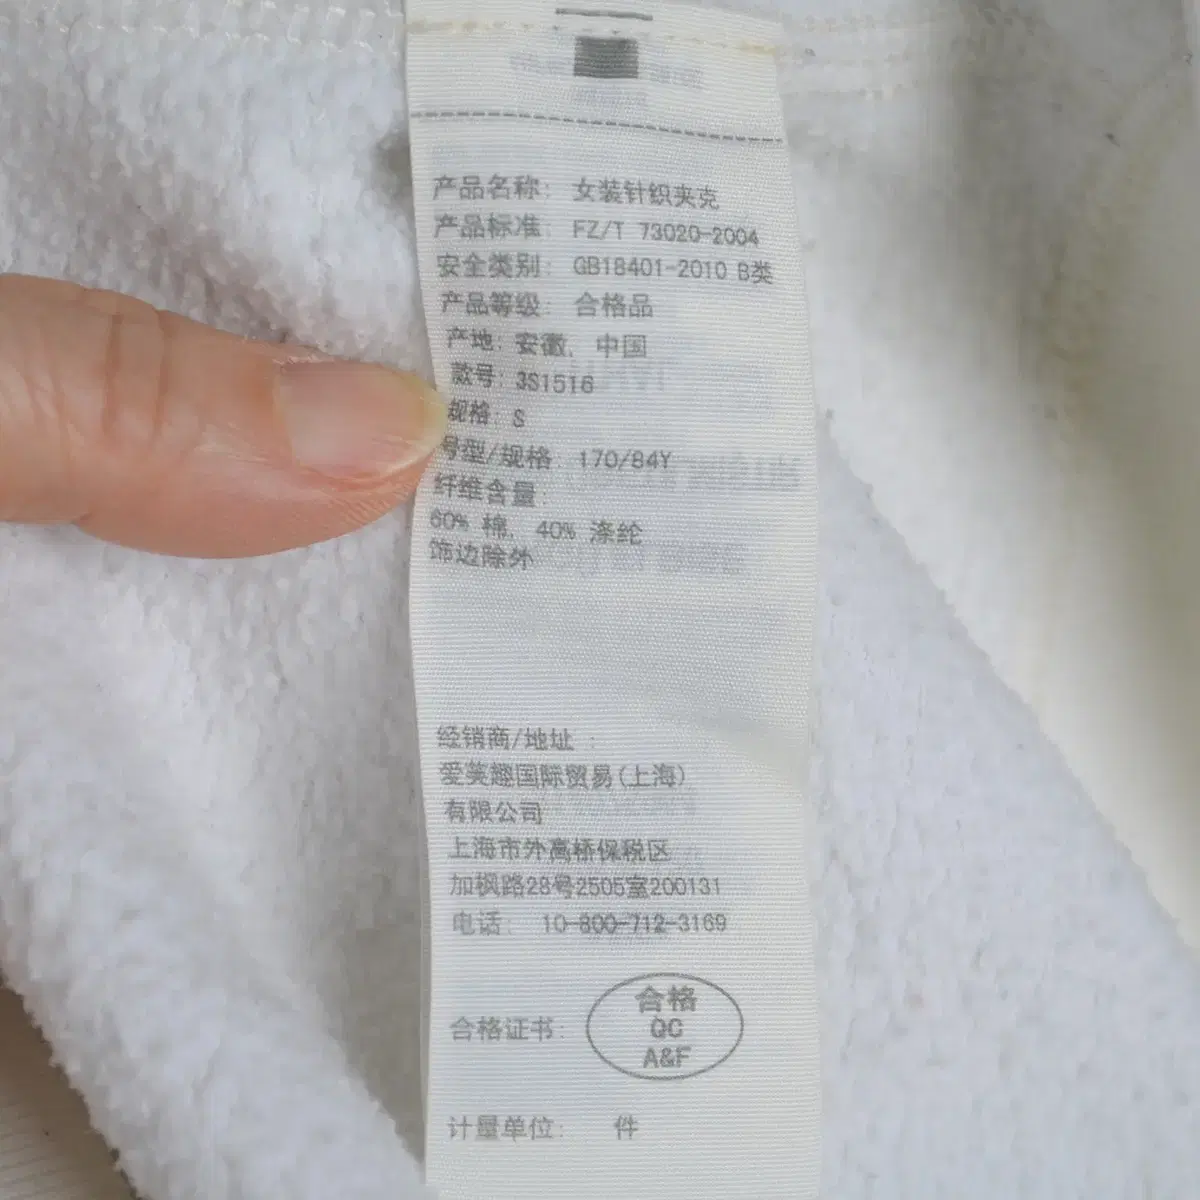 产品名称: 女装针织夹克
产品标准: FZ/T 73020-2004
安全类别: GB18401-2010 B类
产品等级: 合格品
产地: 安徽, 中国
款号: 3S1516
规格: S
号型/规格: 170/84Y
纤维含量:
60% 棉, 40% 涤纶
饰边除外
经销商/地址 :
爱芙趣国际贸易(上海)
有限公司
上海市外高桥保税区
加枫路28号2505室200131
电话: 10-800-712-3169
合格
QC
A&F
合格证书:
计量单位: 件